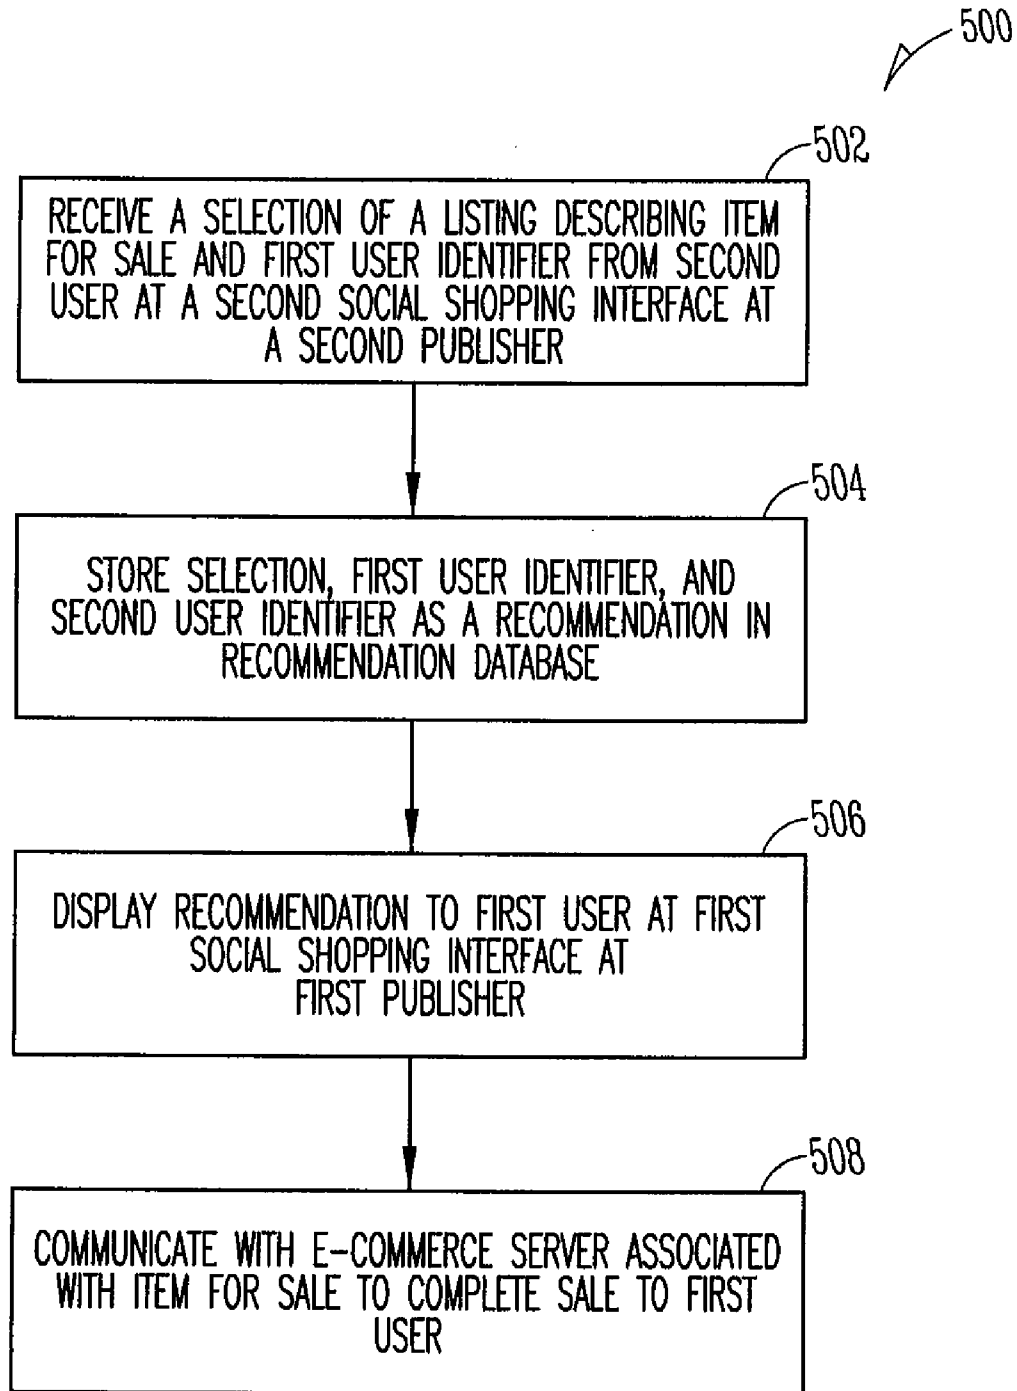 500
502
RECEIVE A SELECTION OF A LISTING DESCRIBING ITEM
FOR SALE AND FIRST USER IDENTIFIER FROM SECOND
USER AT A SECOND SOCIAL SHOPPING INTERFACE AT
A SECOND PUBLISHER
504
STORE SELECTION, FIRST USER IDENTIFIER, AND
SECOND USER IDENTIFIER AS A RECOMMENDATION IN
RECOMMENDATION DATABASE
506
DISPLAY RECOMMENDATION TO FIRST USER AT FIRST
SOCIAL SHOPPING INTERFACE AT
FIRST PUBLISHER
508
COMMUNICATE WITH E-COMMERCE SERVER ASSOCIATED
WITH ITEM FOR SALE TO COMPLETE SALE TO FIRST
USER